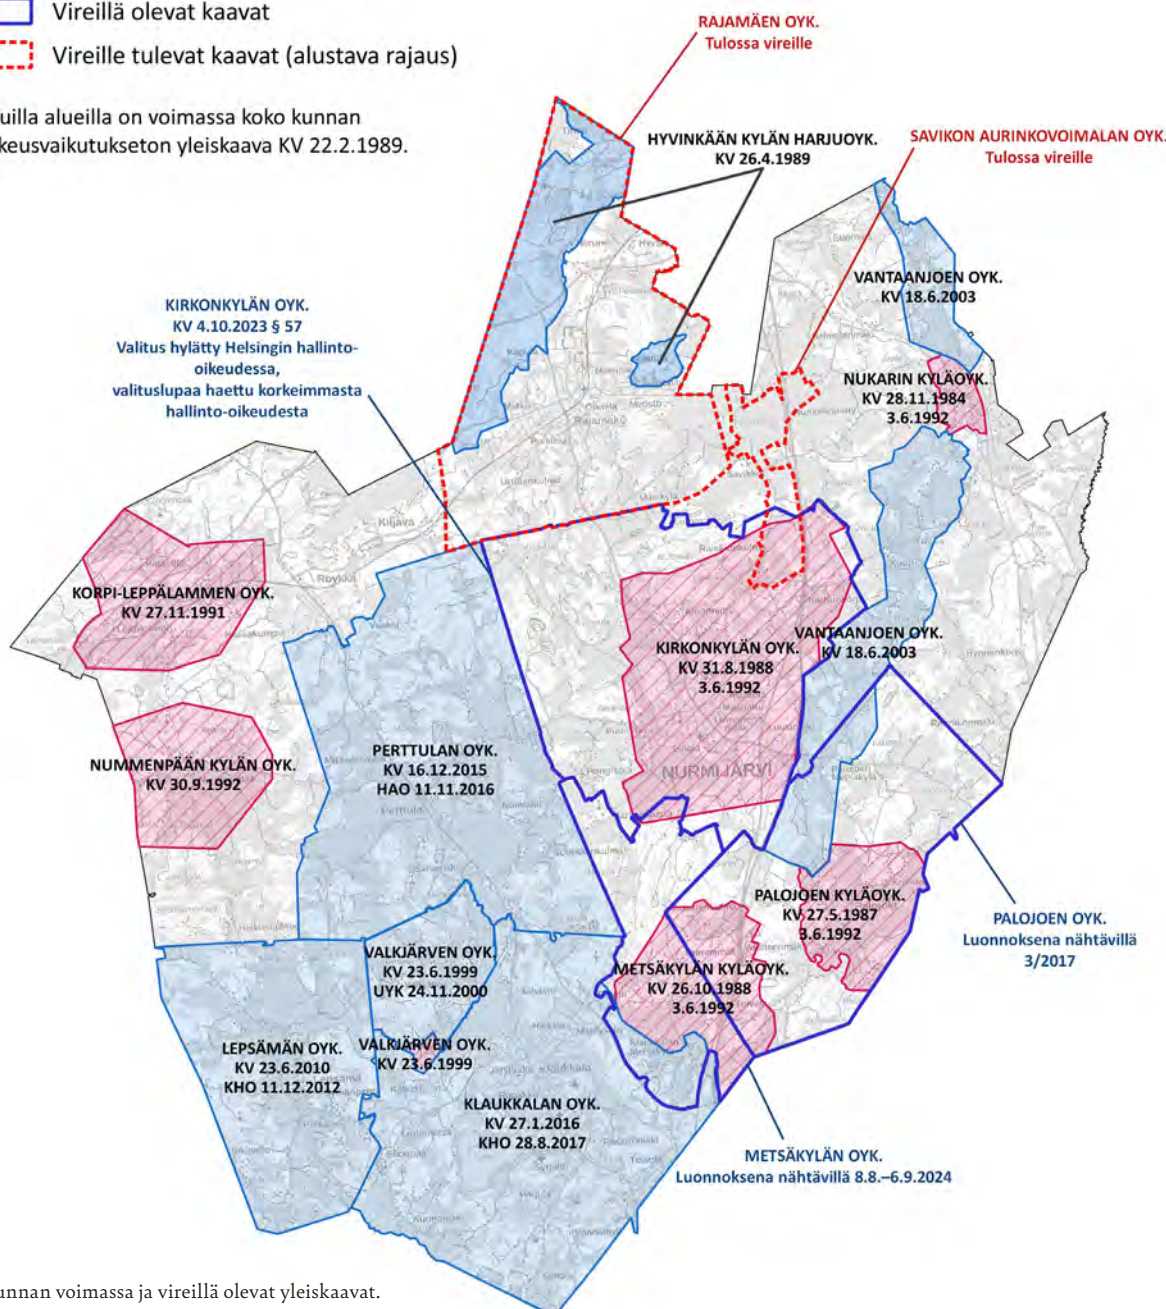 Vireillä olevat kaavat
Vireille tulevat kaavat (alustava rajaus)
uilla alueilla on voimassa koko kunnan
keusvaikutukseton yleiskaava KV 22.2.1989.
RAJAMÄEN OYK.
Tulossa vireille
HYVINKÄÄN KYLÄN HARJUOYK.
KV 26.4.1989
SAVIKON AURINKOVOIMALAN OYK.
Tulossa vireille
VANTAANJOEN OYK.
KV 18.6.2003
KIRKONKYLÄN OYK.
KV 4.10.2023 § 57
Valitus hylätty Helsingin hallinto-
oikeudessa,
valituslupaa haettu korkeimmasta
hallinto-oikeudesta
NUKARIN KYLÄOYK.
KV 28.11.1984
3.6.1992
Rajamäki
Kiljava
Röykkä
KORPI-LEPPÄLAMMEN OYK.
KV 27.11.1991
KIRKONKYLÄN OYK.
KV 31.8.1988
3.6.1992
VANTAANJOEN OYK.
KV 18.6.2003
NUMMENPÄÄN KYLÄN OYK.
KV 30.9.1992
PERTTULAN OYK.
KV 16.12.2015
HAO 11.11.2016
NURMIJÄRVI
Perttula
PALOJOEN KYLÄOYK.
KV 27.5.1987
3.6.1992
PALOJOEN OYK.
Luonnoksena nähtävillä
3/2017
VALKJÄRVEN OYK.
KV 23.6.1999
UYK 24.11.2000
METSÄKYLÄN KYLÄOYK.
KV 26.10.1988
3.6.1992
LEPSÄMÄN OYK.
KV 23.6.2010
KHO 11.12.2012
VALKJÄRVEN OYK.
KV 23.6.1999
Klaukkala
KLAUKKALAN OYK.
KV 27.1.2016
KHO 28.8.2017
METSÄKYLÄN OYK.
Luonnoksena nähtävillä 8.8.–6.9.2024
unnan voimassa ja vireillä olevat yleiskaavat.